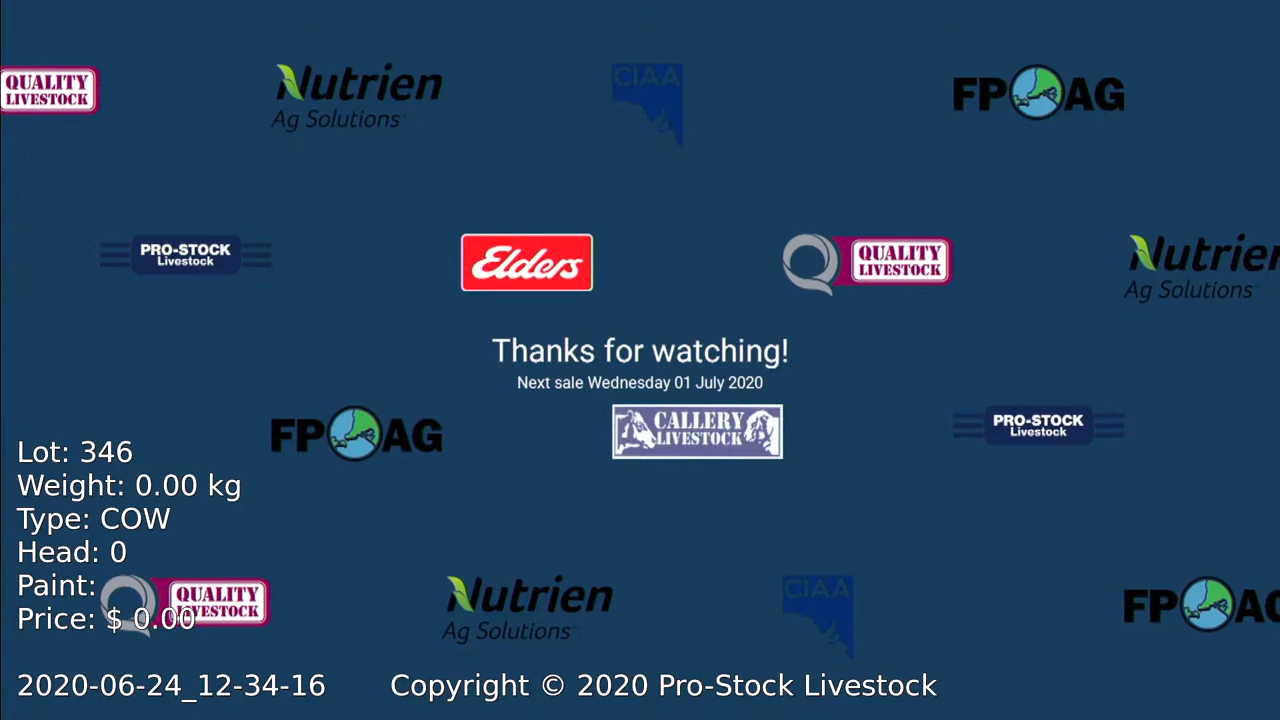 QUALITY
LIVESTOCK
Nutrien
Ag Solutions
CIAA
FP AG
PRO-STOCK
Livestock
Elders
QUALITY
LIVESTOCK
Nutrien
Ag Solutions
Thanks for watching!
Next sale Wednesday 01 July 2020
FP AG
CALLERY
LIVESTOCK
PRO-STOCK
Livestock
Lot: 346
Weight: 0.00 kg
Type: COW
Head: 0
Paint:
Price: $ 0.00
QUALITY
LIVESTOCK
Nutrien
Ag Solutions
CIAA
FP AG
2020-06-24_12-34-16 Copyright © 2020 Pro-Stock Livestock